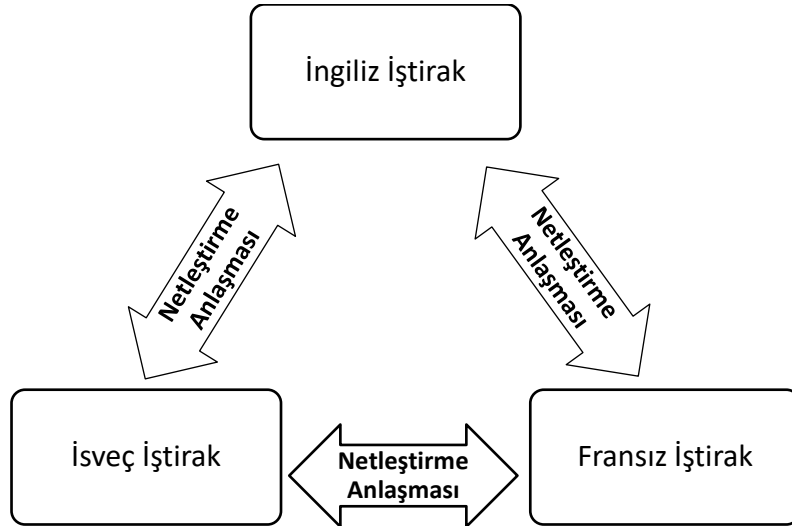 İngiliz İştirak
Netleştirme
Anlaşması
Netleştirme
Anlaşması
İsveç İştirak
Netleştirme
Anlaşması
Fransız İştirak